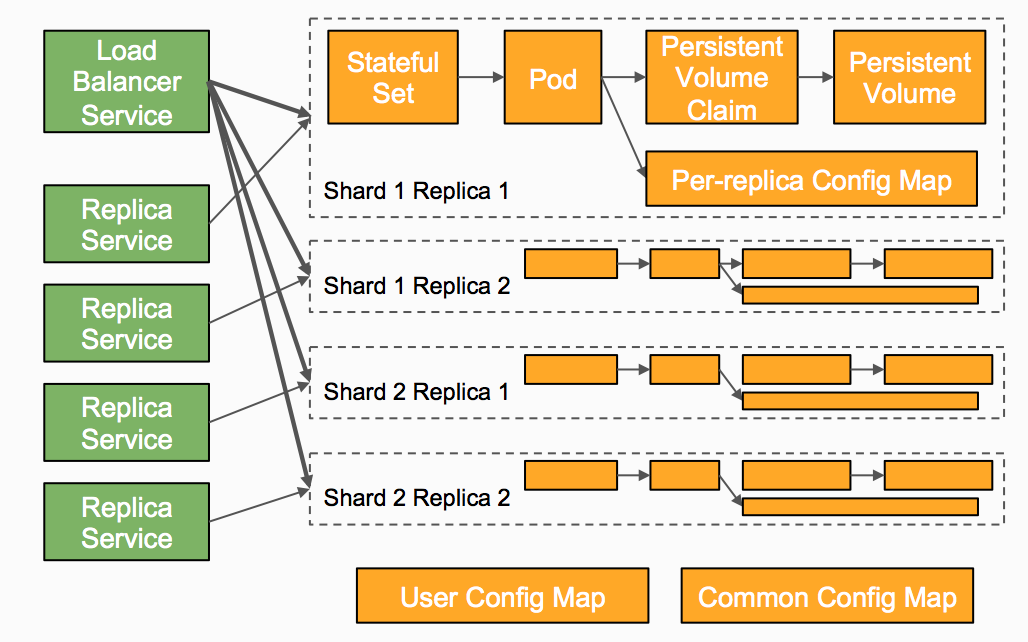 Load
Balancer
Service
Stateful
Set
Pod
Persistent
Volume
Claim
Persistent
Volume
Per-replica Config Map
Shard 1 Replica 1
Replica
Service
Shard 1 Replica 2
Replica
Service
Shard 2 Replica 1
Replica
Service
Shard 2 Replica 2
Replica
Service
User Config Map
Common Config Map